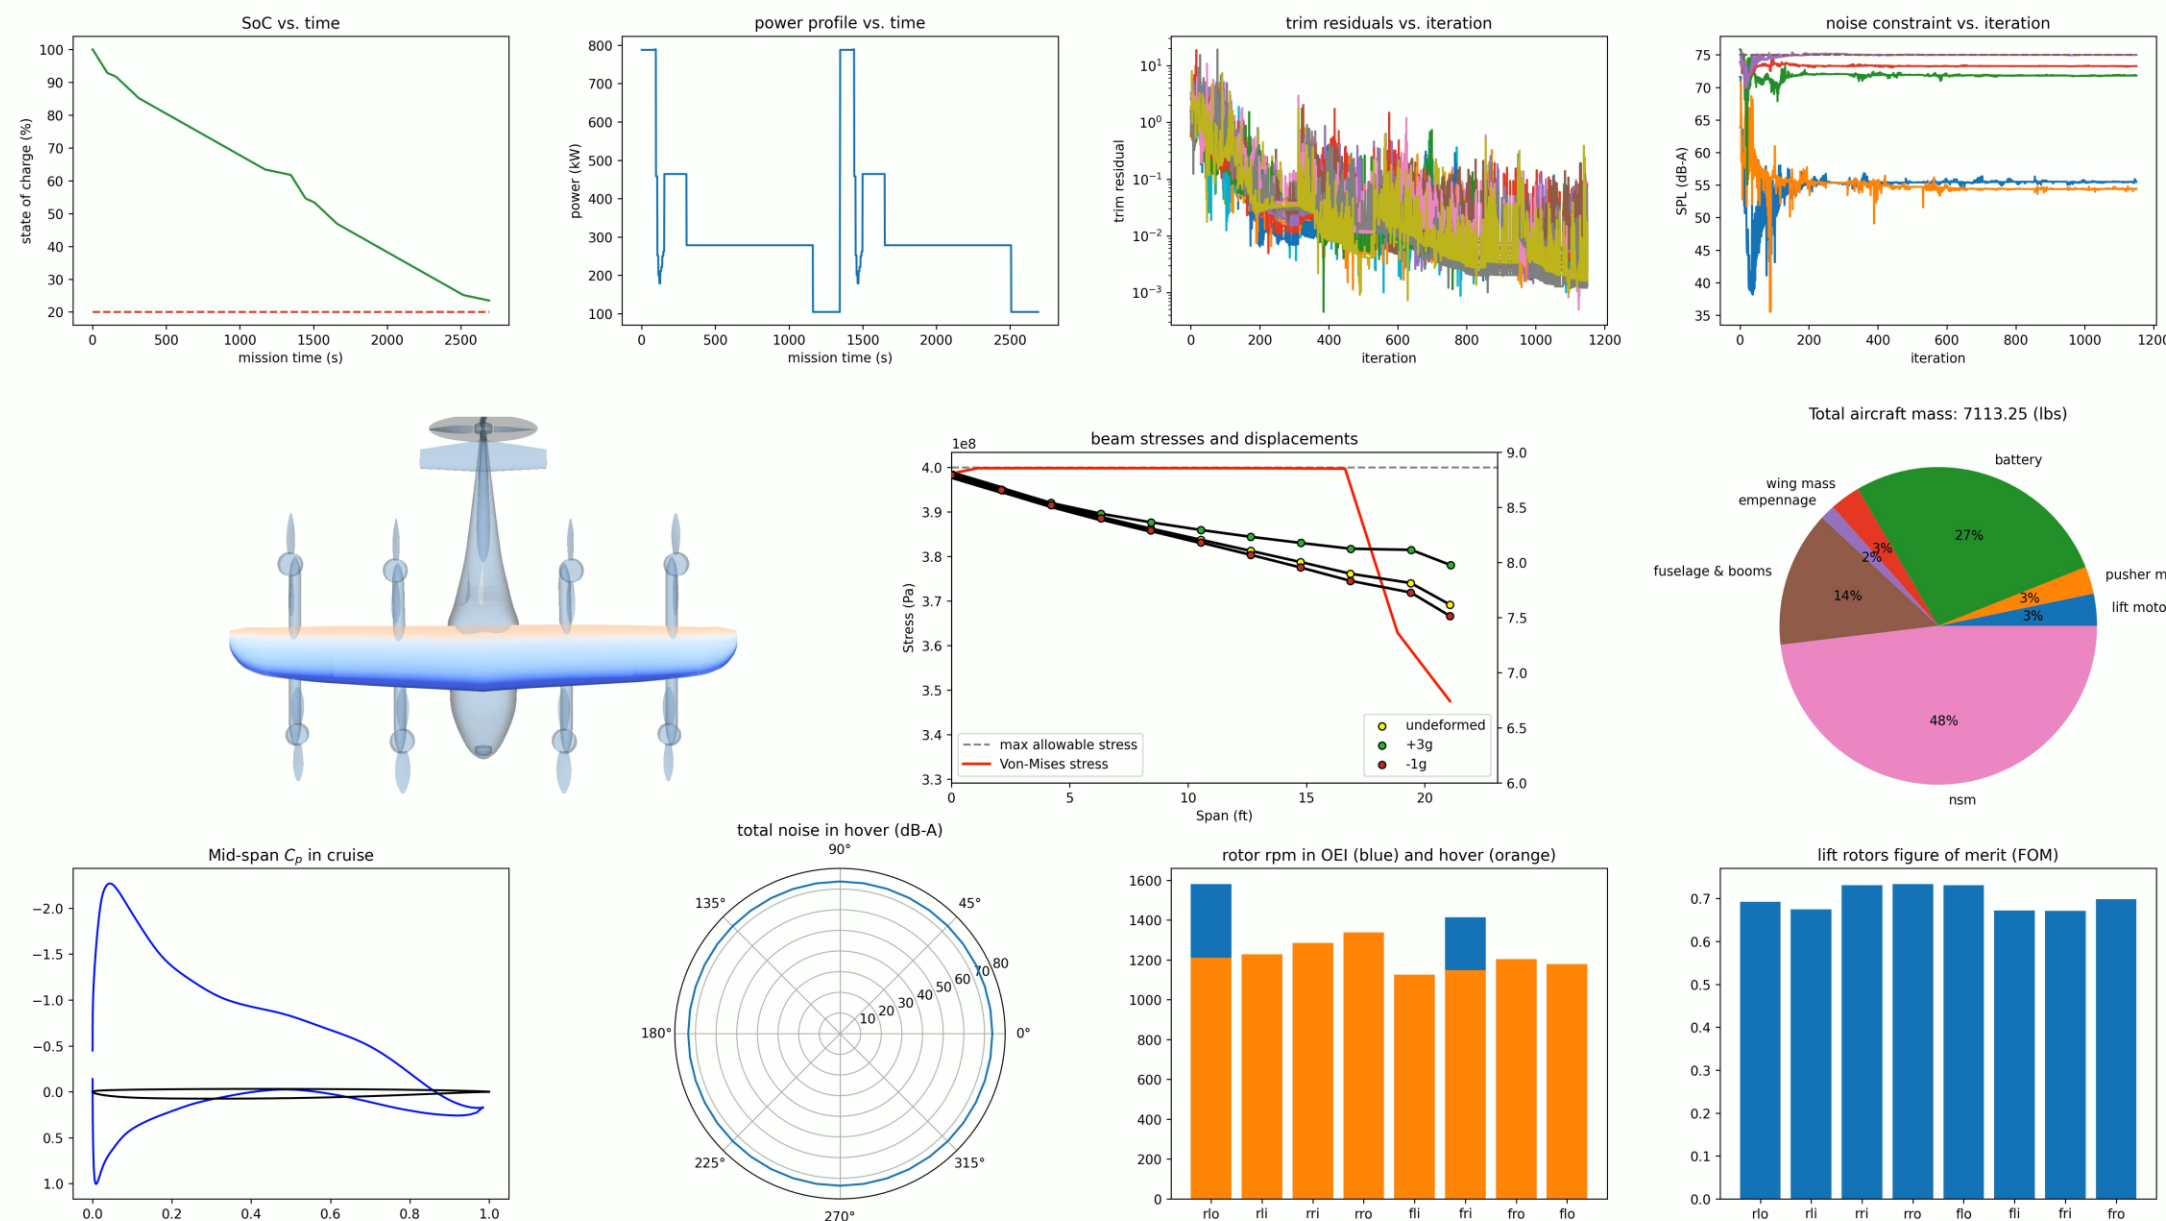 SoC vs. time
state of charge (%)
100
90
80
70
60
50
40
30
20
0 500 1000 1500 2000 2500
mission time (s)
power profile vs. time
power (kW)
800
700
600
500
400
300
200
100
0 500 1000 1500 2000 2500
mission time (s)
trim residuals vs. iteration
trim residual
10¹
10⁰
10⁻¹
10⁻²
10⁻³
0 200 400 600 800 1000 1200
iteration
noise constraint vs. iteration
SPL (dB-A)
75
70
65
60
55
50
45
40
35
0 200 400 600 800 1000 1200
iteration
beam stresses and displacements
1e8
Stress (Pa)
4.0
3.9
3.8
3.7
3.6
3.5
3.4
3.3
9.0
8.5
8.0
7.5
7.0
6.5
6.0
max allowable stress
Von-Mises stress
undeformed
+3g
-1g
0 5 10 15 20
Span (ft)
Total aircraft mass: 7113.25 (lbs)
battery
wing mass
empennage
fuselage & booms
pusher m
lift moto
nsm
27%
3%
2%
14%
3%
3%
48%
Mid-span Cp in cruise
−2.0
−1.5
−1.0
−0.5
0.0
0.5
1.0
0.0 0.2 0.4 0.6 0.8 1.0
total noise in hover (dB-A)
90°
135° 45°
180° 0°
225° 315°
270°
10 20 30 40 50 60 70 80
rotor rpm in OEI (blue) and hover (orange)
1600
1400
1200
1000
800
600
400
200
0
rlo rli rri rro fli fri fro flo
lift rotors figure of merit (FOM)
0.7
0.6
0.5
0.4
0.3
0.2
0.1
0.0
rlo rli rri rro flo fli fri fro